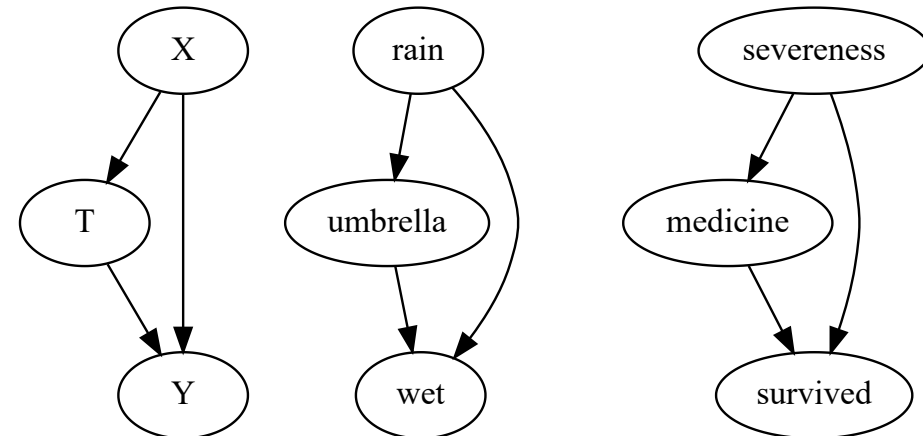 X
rain
severeness
T
umbrella
medicine
Y
wet
survived